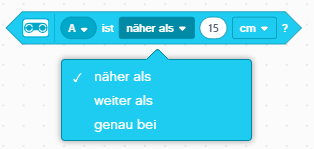 A ist näher als 15 cm ?
✓ näher als
weiter als
genau bei